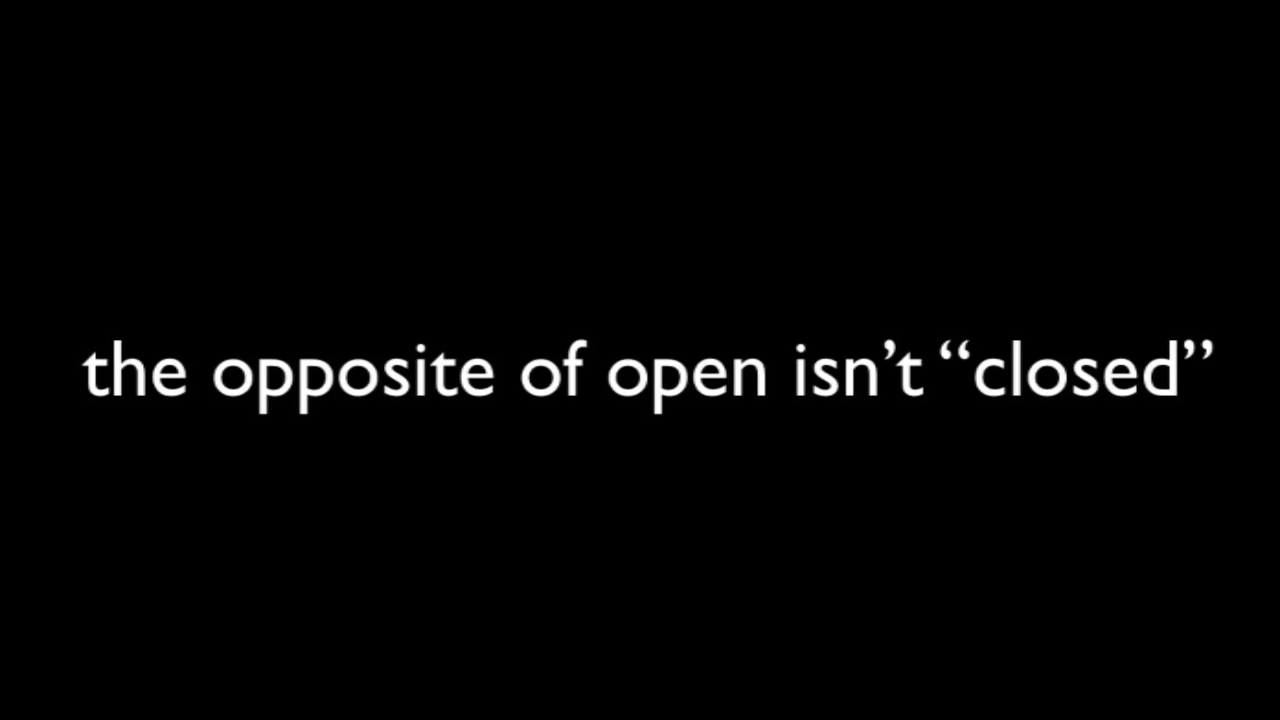 the opposite of open isn’t “closed”